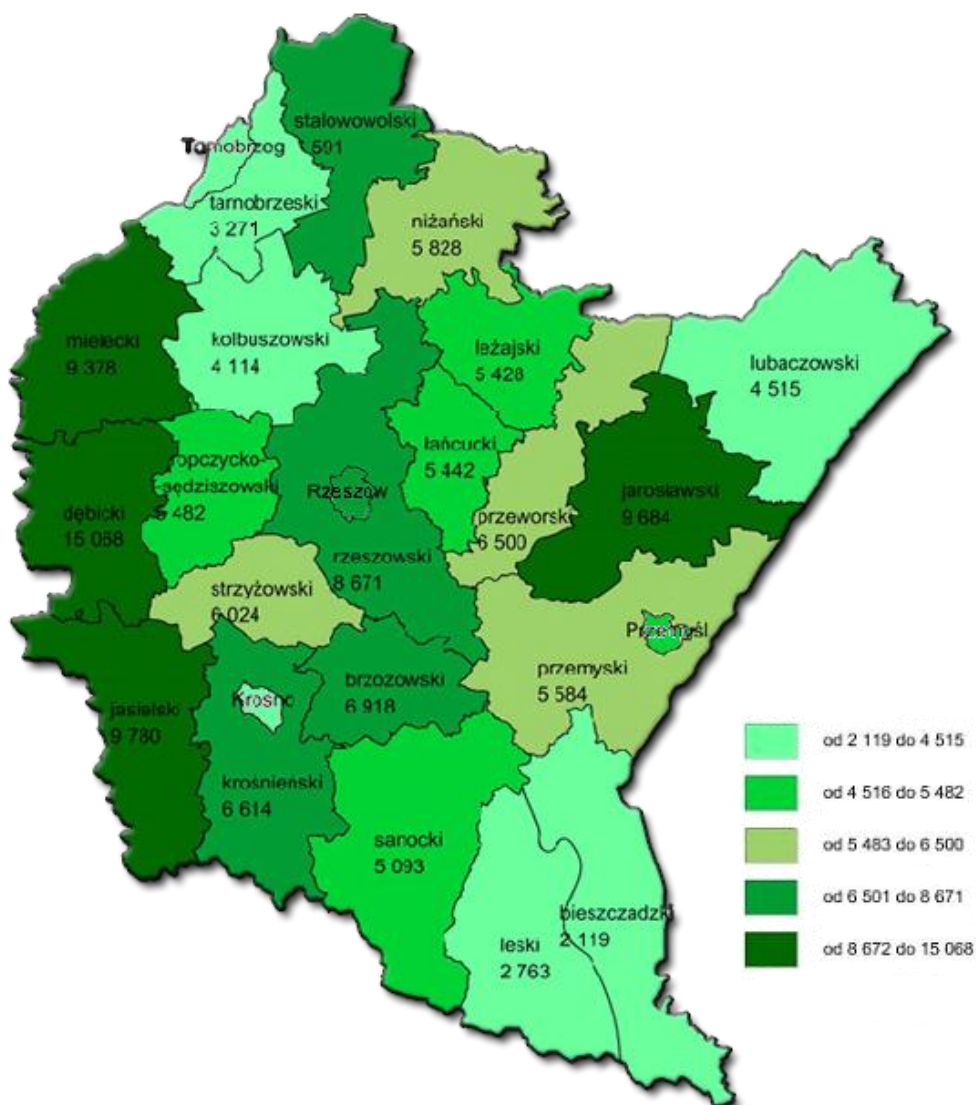 stalowowolski
591
Tarnobrzeg
tarnobrzeski
3 271
niżański
5 828
mielecki
9 378
kolbuszowski
4 114
leżajski
5 428
lubaczowski
4 515
ropczycko-
sędziszowski
5 482
łańcucki
5 442
dębicki
15 068
Rzeszów
jarosławski
9 684
przeworski
6 500
rzeszowski
8 671
strzyżowski
6 024
Przemyśl
przemyski
5 584
brzozowski
6 918
Krosno
jasielski
9 780
krośnieński
6 614
sanocki
5 093
bieszczadzki
2 119
leski
2 763
od 2 119 do 4 515
od 4 516 do 5 482
od 5 483 do 6 500
od 6 501 do 8 671
od 8 672 do 15 068